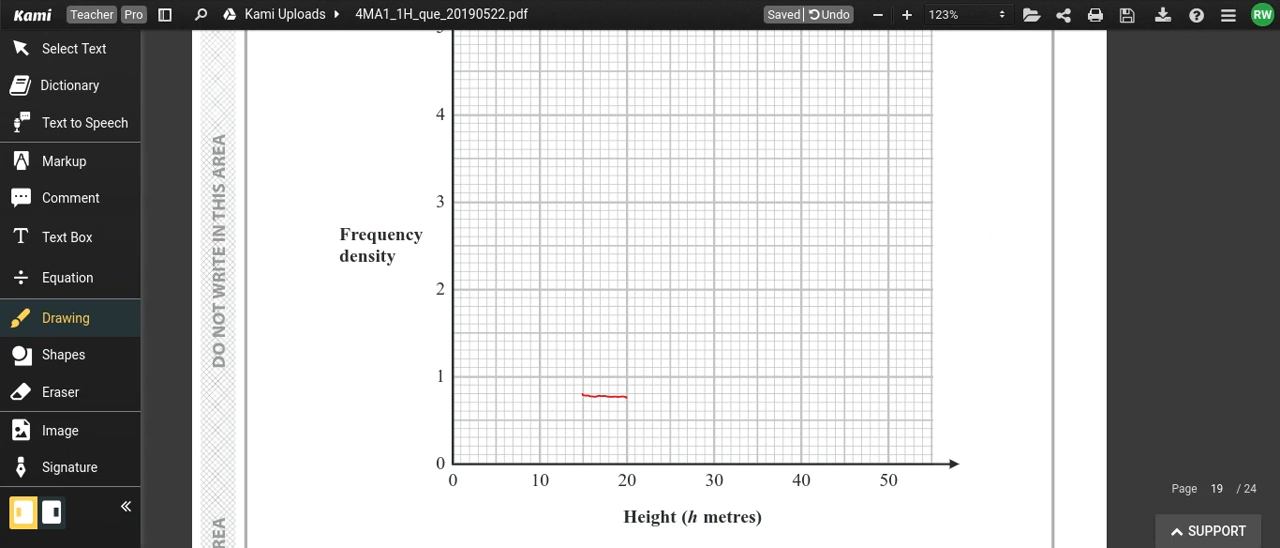 Kami Teacher Pro Kami Uploads 4MA1_1H_que_20190522.pdf Saved Undo 123% RW
Select Text
Dictionary
Text to Speech
Markup
Comment
Text Box
Equation
Drawing
Shapes
Eraser
Image
Signature
DO NOT WRITE IN THIS AREA
REA
5
4
3
Frequency
density
2
1
0
0 10 20 30 40 50
Height (h metres)
Page 19 / 24
SUPPORT